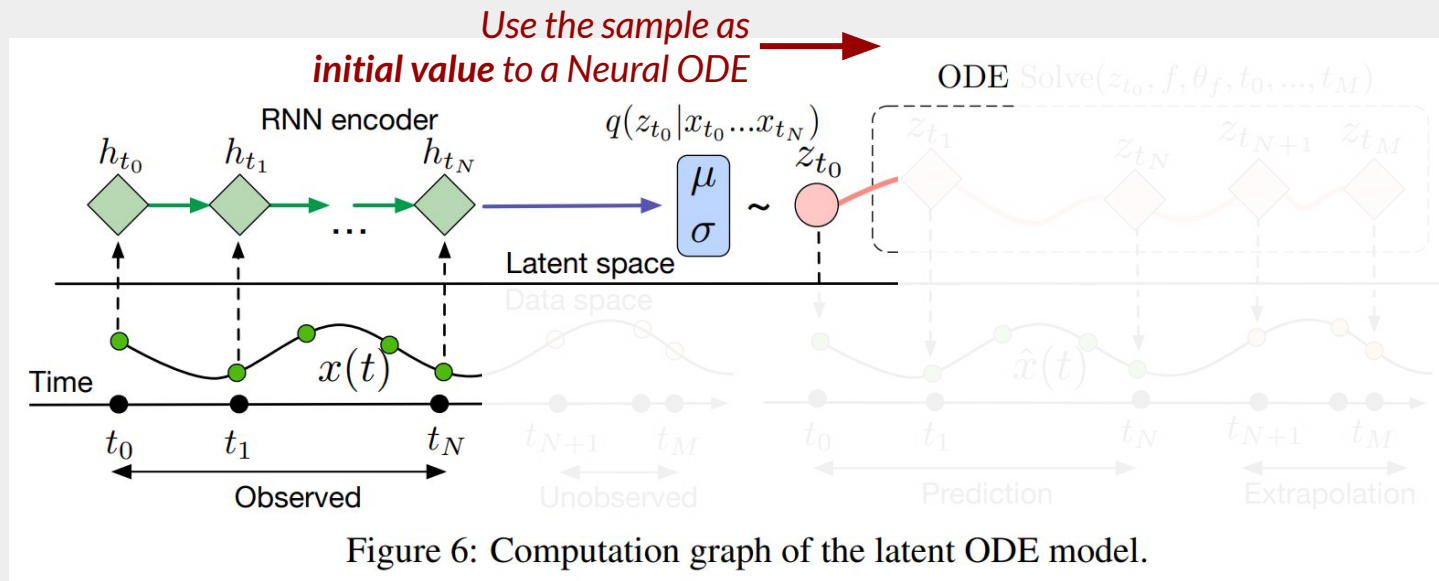 Use the sample as
initial value to a Neural ODE
ODE Solve(z_{t_0}, f, θ_f, t_0, ..., t_M)
RNN encoder
q(z_{t_0}|x_{t_0}...x_{t_N})
h_{t_0} h_{t_1} h_{t_N}
z_{t_0} z_{t_1} z_{t_N} z_{t_{N+1}} z_{t_M}
μ
σ
~
...
Latent space
Data space
x(t) x̂(t)
Time
t_0 t_1 t_N t_{N+1} t_M t_0 t_1 t_N t_{N+1} t_M
Observed Unobserved Prediction Extrapolation
Figure 6: Computation graph of the latent ODE model.